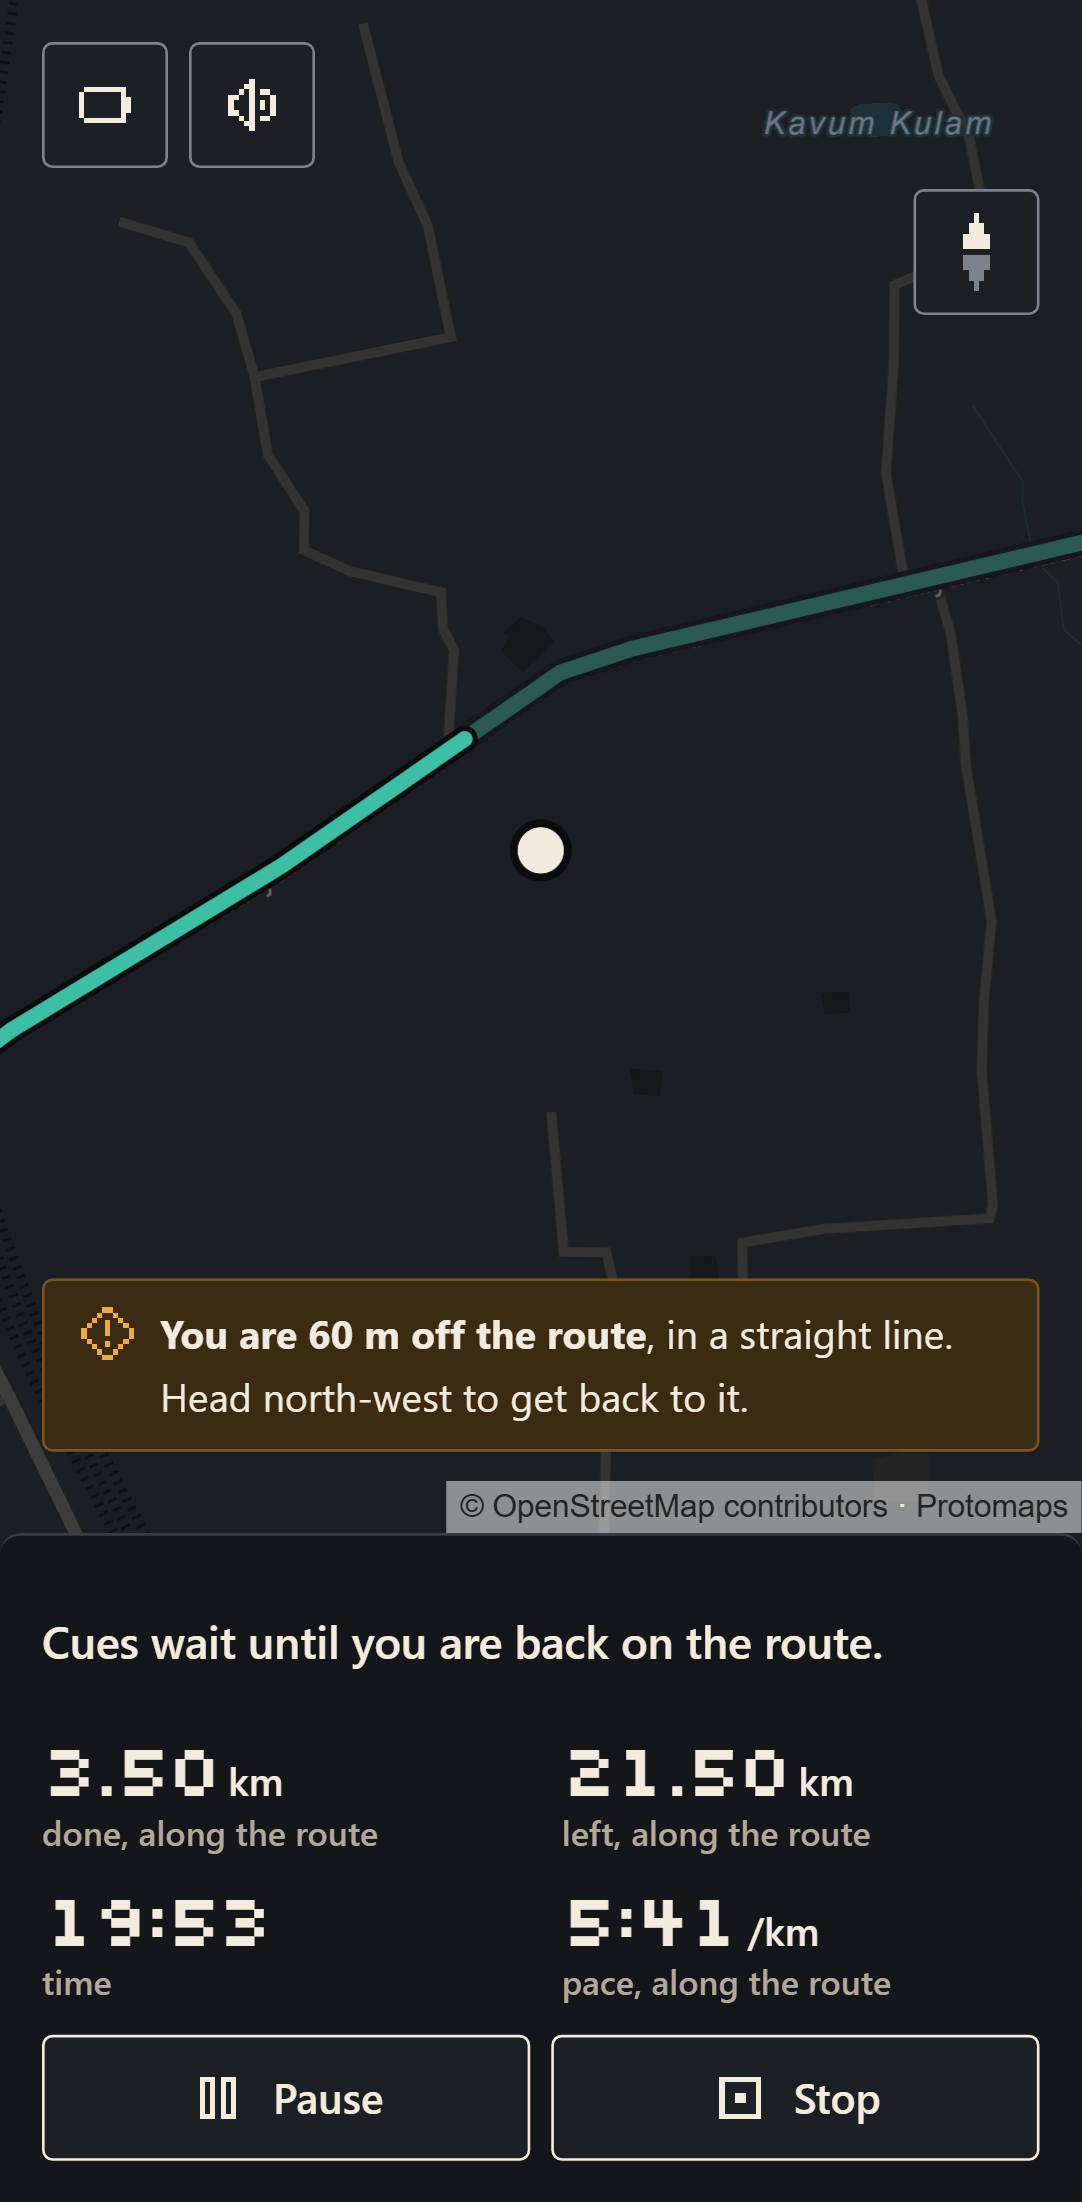 Kavum Kulam
You are 60 m off the route, in a straight line.
Head north-west to get back to it.
© OpenStreetMap contributors · Protomaps
Cues wait until you are back on the route.
3.50 km
done, along the route
21.50 km
left, along the route
19:53
time
5:41 /km
pace, along the route
Pause
Stop